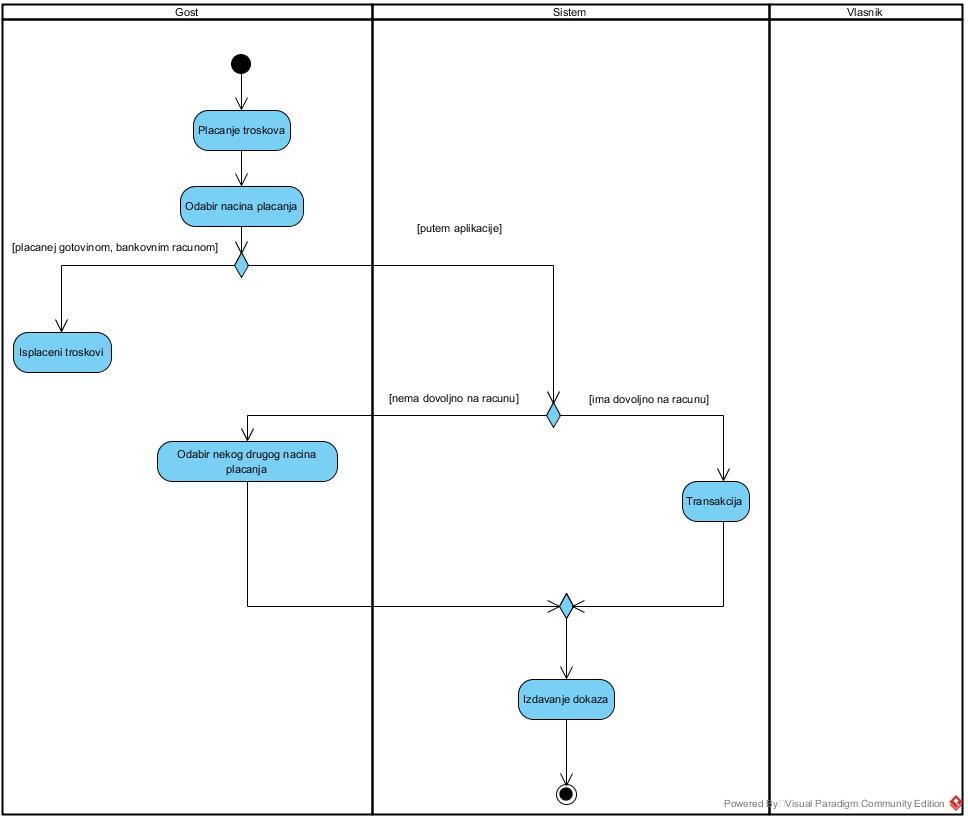 Gost
Sistem
Vlasnik
Placanje troskova
Odabir nacina placanja
[putem aplikacije]
[placanej gotovinom, bankovnim racunom]
Isplaceni troskovi
[nema dovoljno na racunu]
[ima dovoljno na racunu]
Odabir nekog drugog nacina
placanja
Transakcija
Izdavanje dokaza
Powered By Visual Paradigm Community Edition